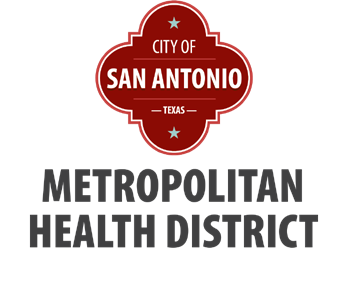 CITY OF
SAN ANTONIO
— TEXAS —
METROPOLITAN
HEALTH DISTRICT